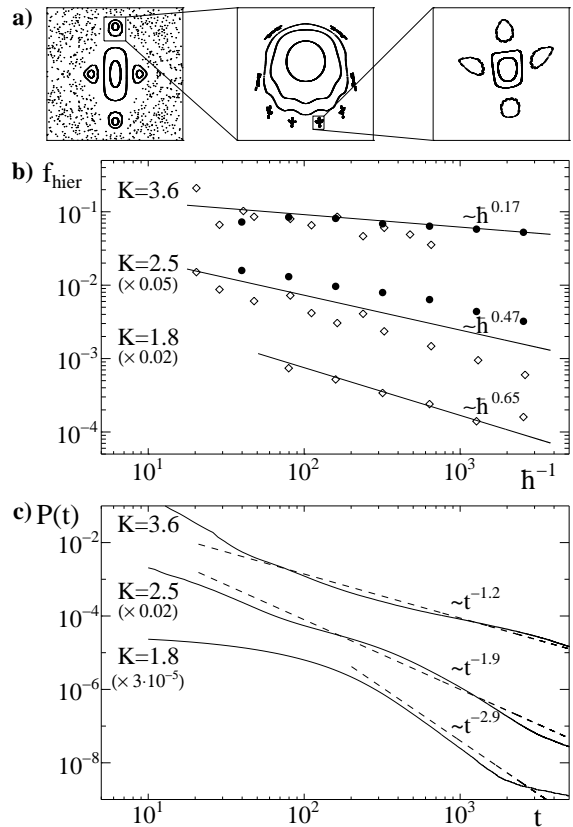 a)
b) f_hier
K=3.6
10^-1
~ħ^0.17
K=2.5
(× 0.05)
10^-2
~ħ^0.47
K=1.8
(× 0.02)
10^-3
~ħ^0.65
10^-4
10^1 10^2 10^3 ħ^-1
c) P(t)
K=3.6
10^-2
K=2.5
(× 0.02)
10^-4
~t^-1.2
K=1.8
(× 3·10^-5)
~t^-1.9
10^-6
~t^-2.9
10^-8
10^1 10^2 10^3 t